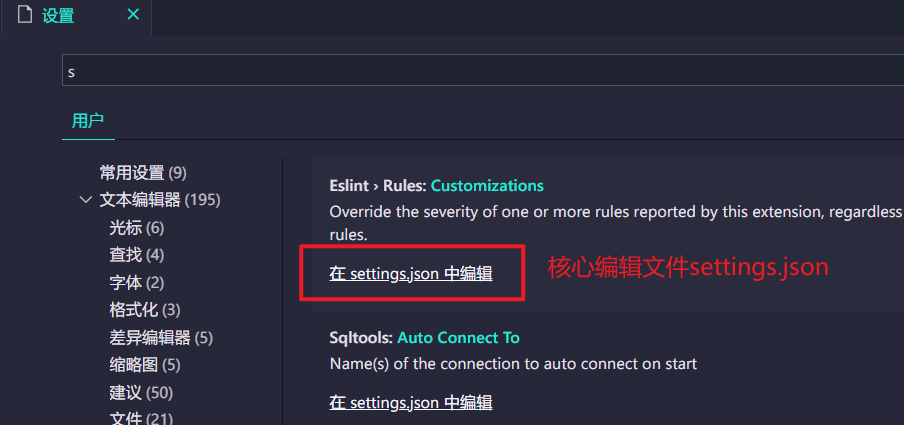 设置
s
用户
常用设置 (9)
文本编辑器 (195)
光标 (6)
查找 (4)
字体 (2)
格式化 (3)
差异编辑器 (5)
缩略图 (5)
建议 (50)
文件 (21)
Eslint › Rules: Customizations
Override the severity of one or more rules reported by this extension, regardless
rules.
在 settings.json 中编辑
核心编辑文件settings.json
Sqltools: Auto Connect To
Name(s) of the connection to auto connect on start
在 settings.json 中编辑